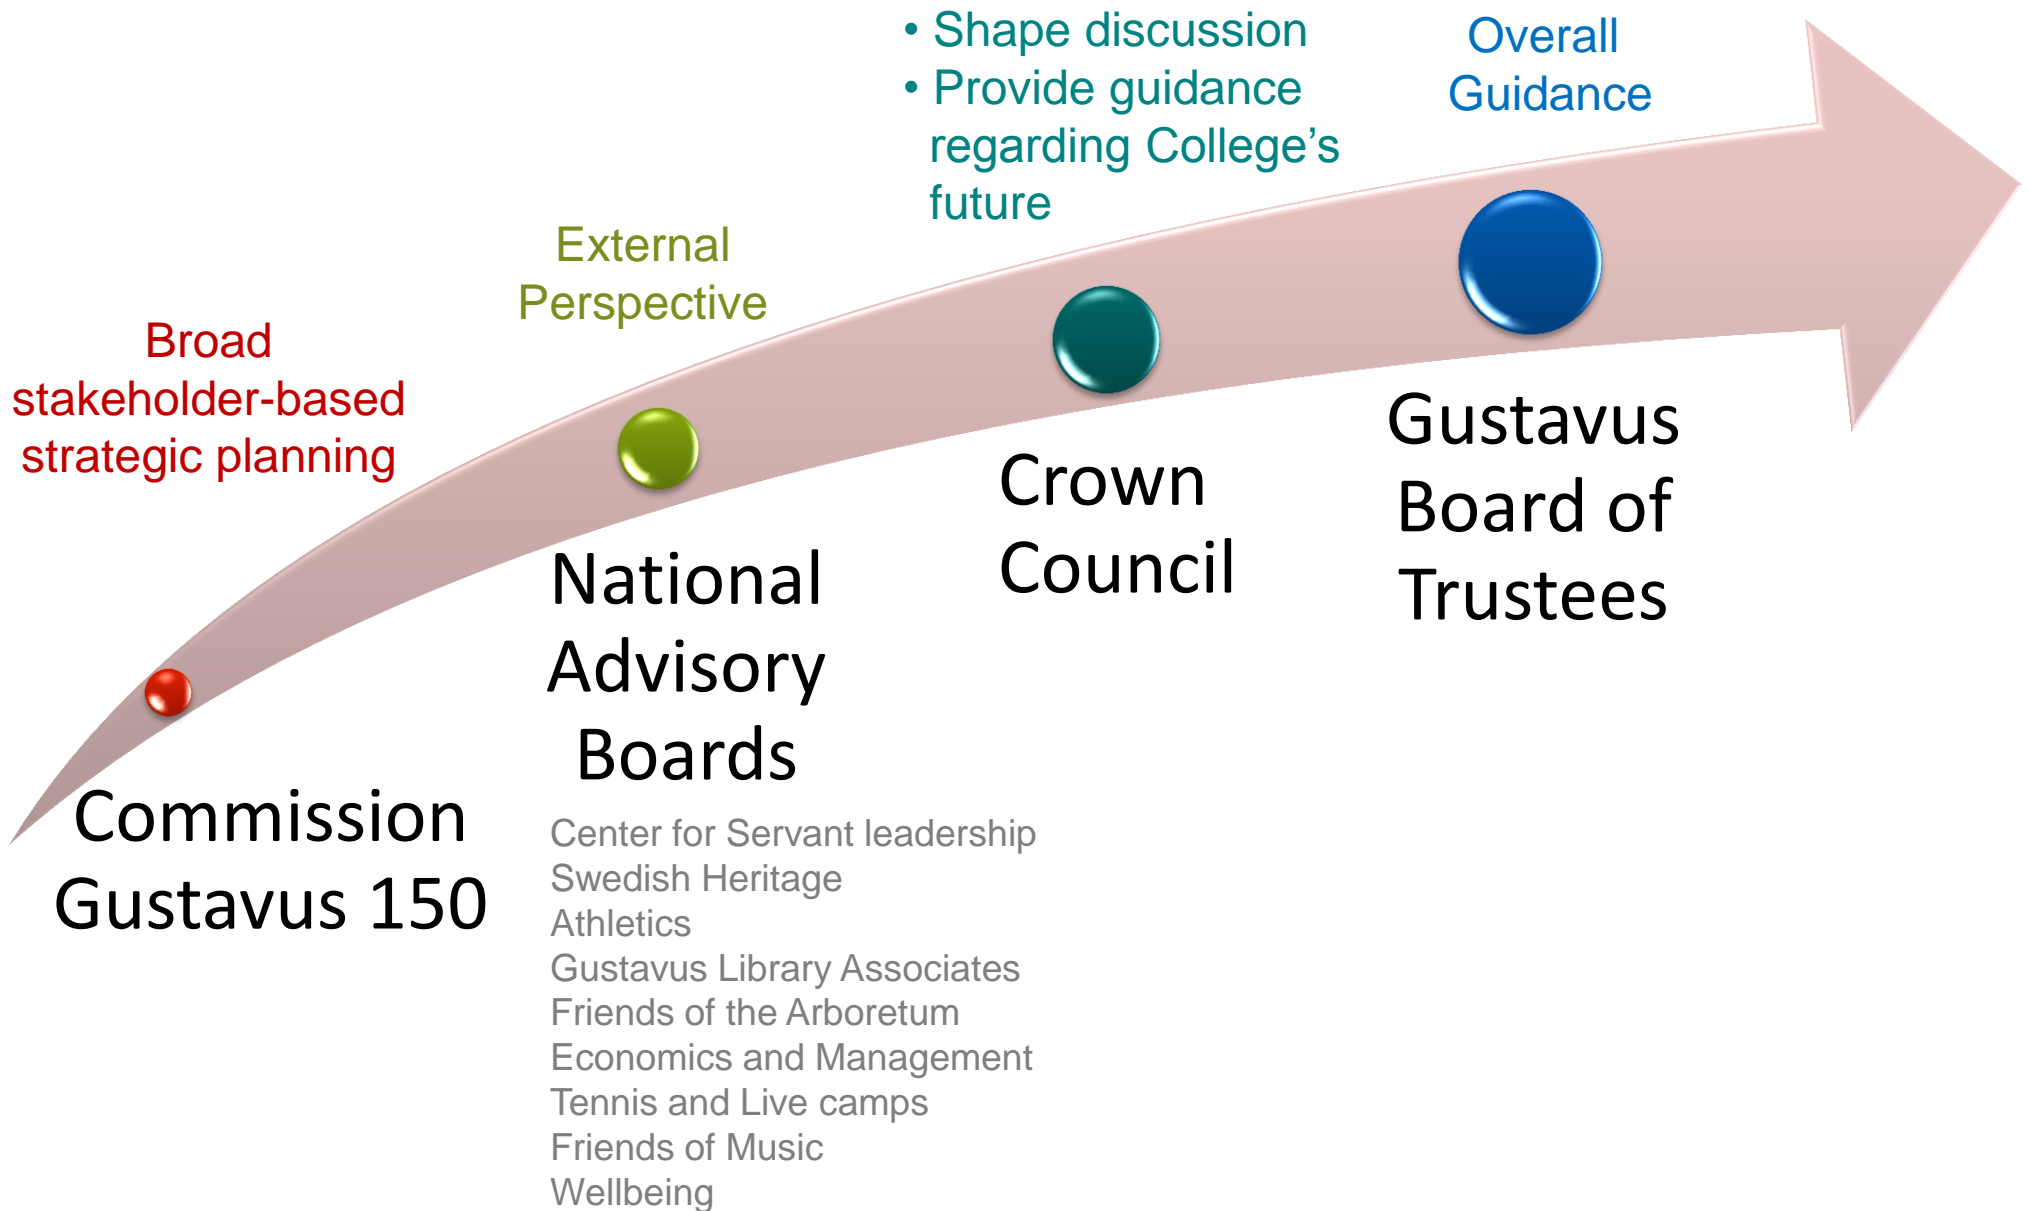 Broad
stakeholder-based
strategic planning
Commission
Gustavus 150
External
Perspective
National
Advisory
Boards
Center for Servant leadership
Swedish Heritage
Athletics
Gustavus Library Associates
Friends of the Arboretum
Economics and Management
Tennis and Live camps
Friends of Music
Wellbeing
• Shape discussion
• Provide guidance
regarding College’s
future
Crown
Council
Overall
Guidance
Gustavus
Board of
Trustees